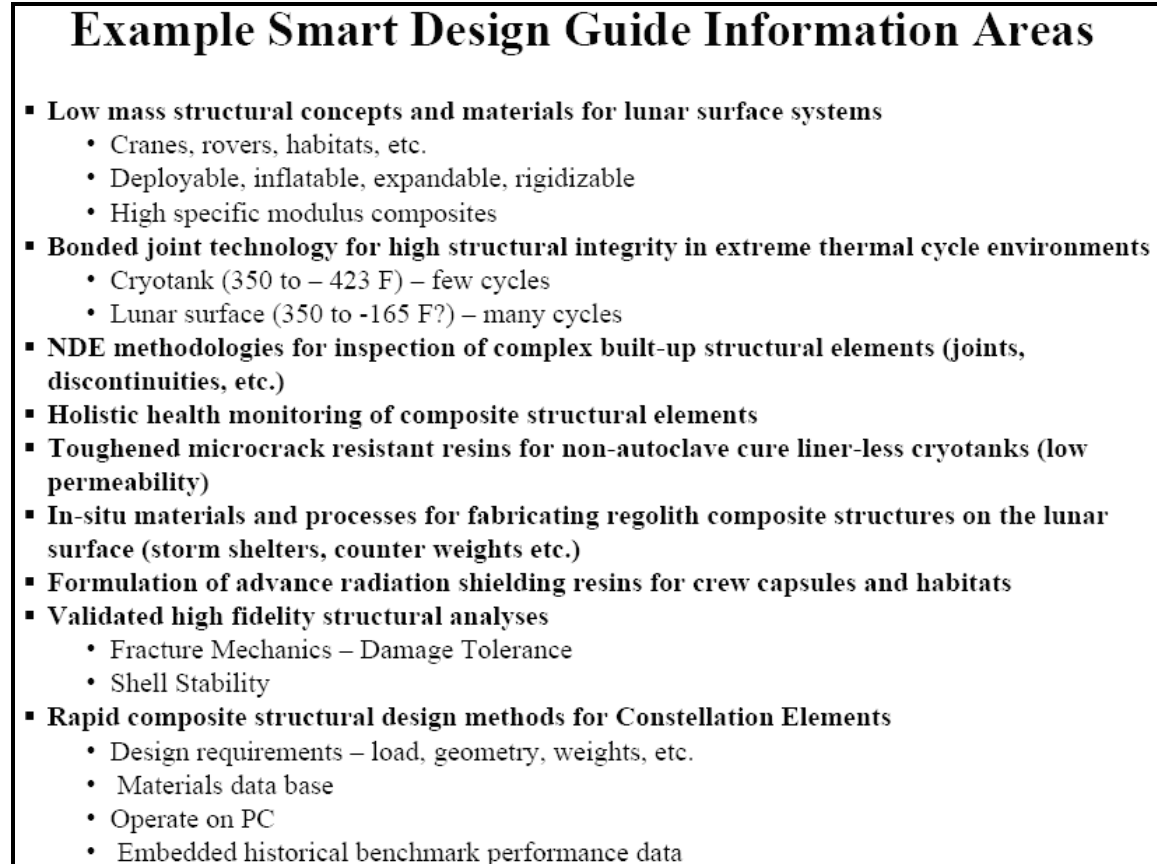 Example Smart Design Guide Information Areas
▪ Low mass structural concepts and materials for lunar surface systems
• Cranes, rovers, habitats, etc.
• Deployable, inflatable, expandable, rigidizable
• High specific modulus composites
▪ Bonded joint technology for high structural integrity in extreme thermal cycle environments
• Cryotank (350 to – 423 F) – few cycles
• Lunar surface (350 to -165 F?) – many cycles
▪ NDE methodologies for inspection of complex built-up structural elements (joints,
discontinuities, etc.)
▪ Holistic health monitoring of composite structural elements
▪ Toughened microcrack resistant resins for non-autoclave cure liner-less cryotanks (low
permeability)
▪ In-situ materials and processes for fabricating regolith composite structures on the lunar
surface (storm shelters, counter weights etc.)
▪ Formulation of advance radiation shielding resins for crew capsules and habitats
▪ Validated high fidelity structural analyses
• Fracture Mechanics – Damage Tolerance
• Shell Stability
▪ Rapid composite structural design methods for Constellation Elements
• Design requirements – load, geometry, weights, etc.
• Materials data base
• Operate on PC
• Embedded historical benchmark performance data